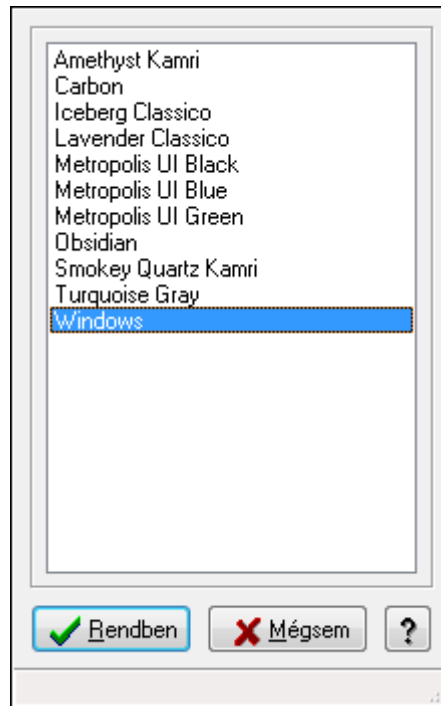 Amethyst Kamri
Carbon
Iceberg Classico
Lavender Classico
Metropolis UI Black
Metropolis UI Blue
Metropolis UI Green
Obsidian
Smokey Quartz Kamri
Turquoise Gray
Windows
Rendben Mégsem ?